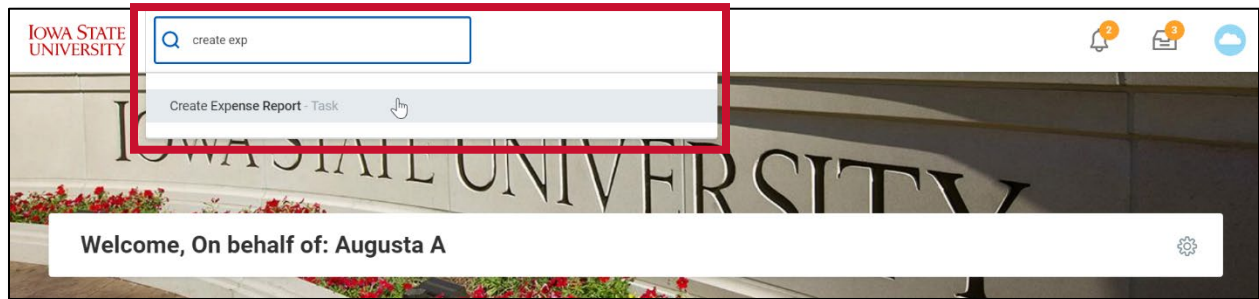 IOWA STATE
UNIVERSITY
create exp
2
3
Create Expense Report - Task
IOWA STATE UNIVERSITY
Welcome, On behalf of: Augusta A